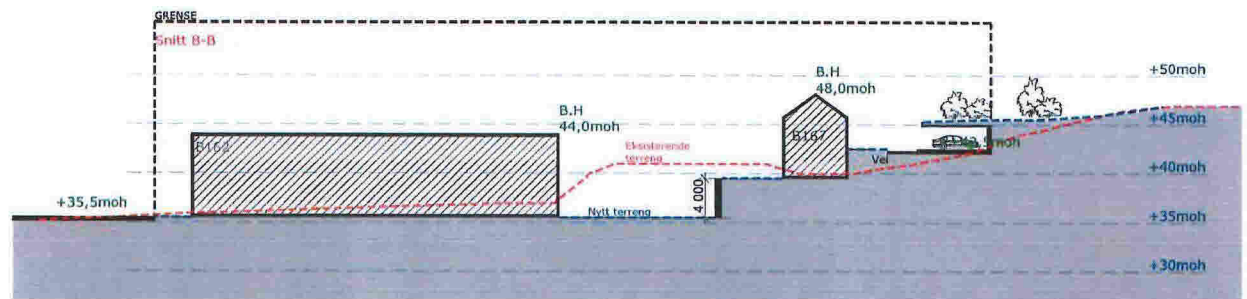 GRENSE
Snitt B-B
B.H
48,0moh
+50moh
B.H
44,0moh
+45moh
B162
B167
Eksisterende
terreng
Vei
+40moh
+35,5moh
4 000
Nytt terreng
+35moh
+30moh